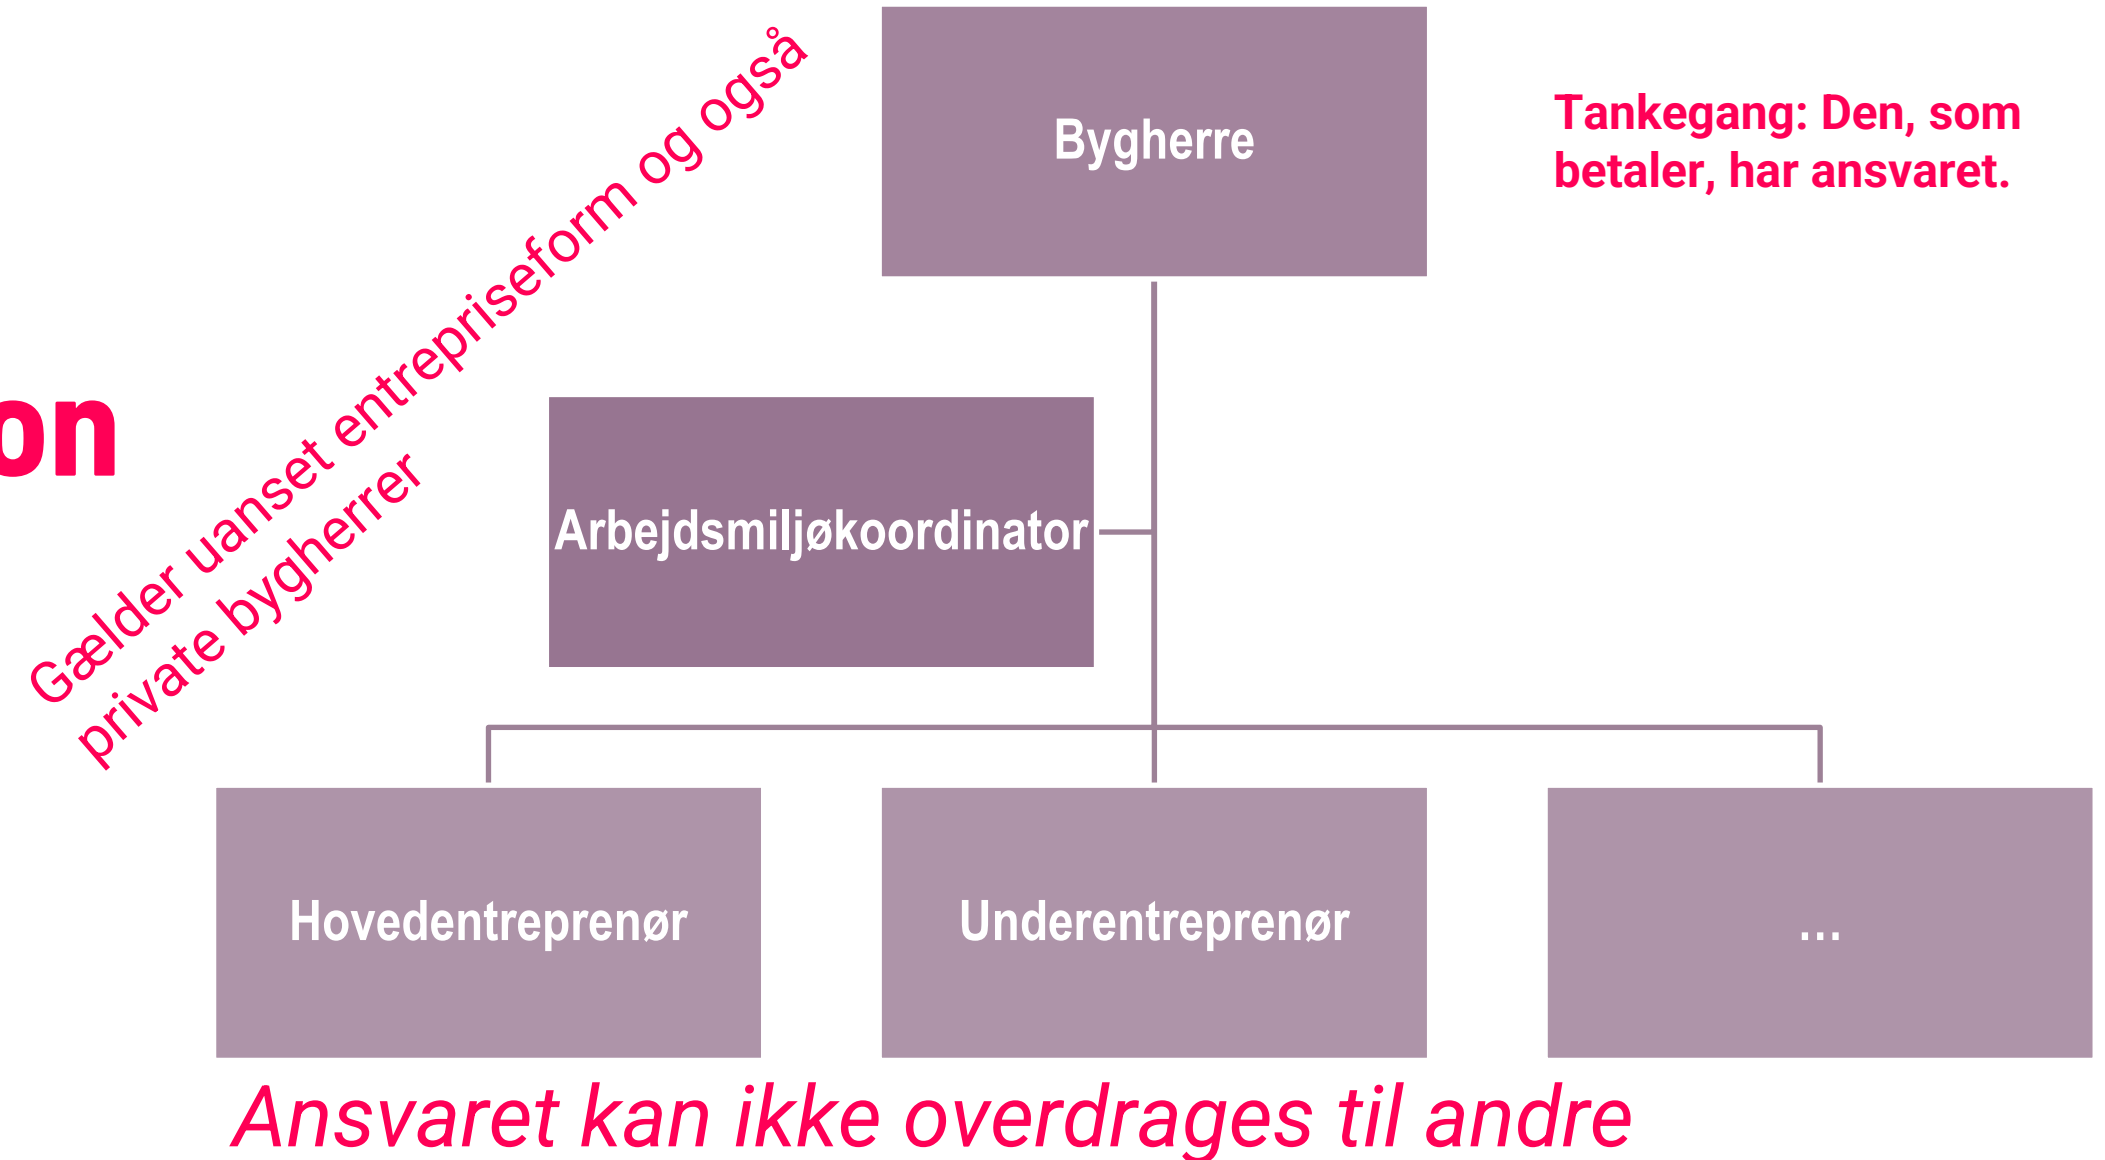 Gælder uanset entrepriseform og også
private bygherrer
Bygherre
Tankegang: Den, som
betaler, har ansvaret.
on
Arbejdsmiljøkoordinator
Hovedentreprenør
Underentreprenør
...
Ansvaret kan ikke overdrages til andre